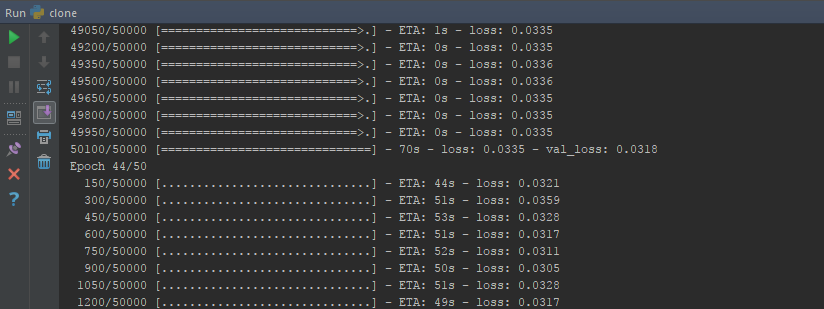 Run clone
49050/50000 [============================>.] - ETA: 1s - loss: 0.0335
49200/50000 [============================>.] - ETA: 0s - loss: 0.0335
49350/50000 [============================>.] - ETA: 0s - loss: 0.0336
49500/50000 [============================>.] - ETA: 0s - loss: 0.0336
49650/50000 [============================>.] - ETA: 0s - loss: 0.0335
49800/50000 [============================>.] - ETA: 0s - loss: 0.0335
49950/50000 [============================>.] - ETA: 0s - loss: 0.0335
50100/50000 [==============================] - 70s - loss: 0.0335 - val_loss: 0.0318
Epoch 44/50
150/50000 [..............................] - ETA: 44s - loss: 0.0321
300/50000 [..............................] - ETA: 51s - loss: 0.0359
450/50000 [..............................] - ETA: 53s - loss: 0.0328
600/50000 [..............................] - ETA: 51s - loss: 0.0317
750/50000 [..............................] - ETA: 52s - loss: 0.0311
900/50000 [..............................] - ETA: 50s - loss: 0.0305
1050/50000 [..............................] - ETA: 51s - loss: 0.0328
1200/50000 [..............................] - ETA: 49s - loss: 0.0317